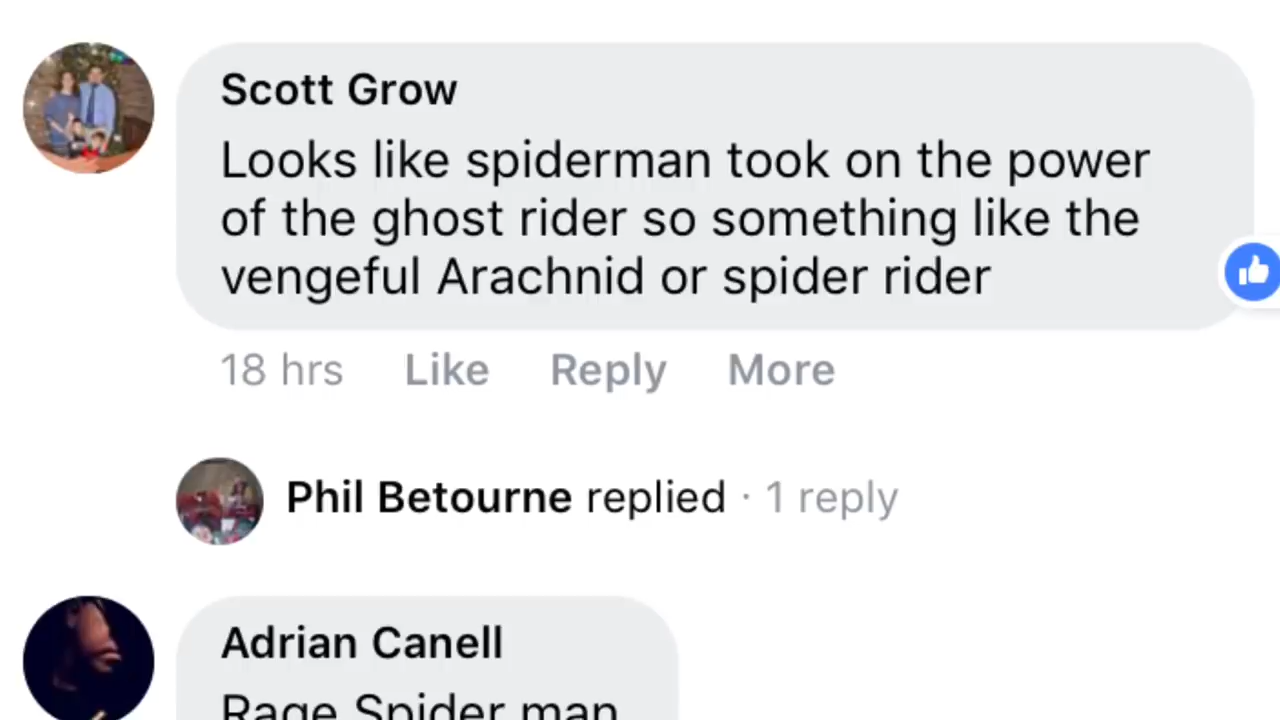 Scott Grow
Looks like spiderman took on the power
of the ghost rider so something like the
vengeful Arachnid or spider rider
18 hrs Like Reply More
Phil Betourne replied · 1 reply
Adrian Canell
Rage Spider man